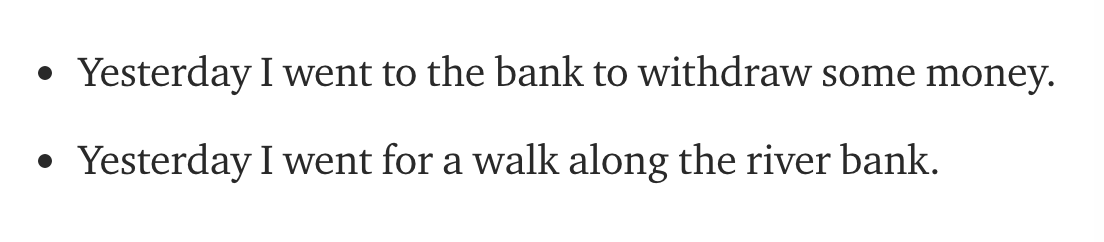 • Yesterday I went to the bank to withdraw some money.
• Yesterday I went for a walk along the river bank.